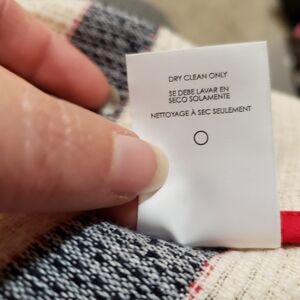 DRY CLEAN ONLY
SE DEBE LAVAR EN
SECO SOLAMENTE
NETTOYAGE À SEC SEULEMENT